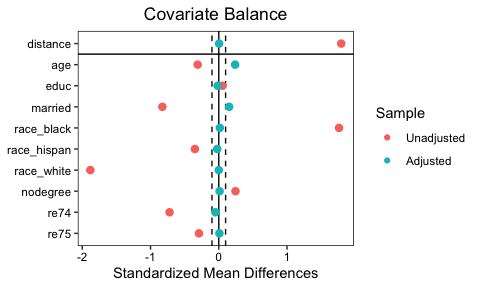 Covariate Balance
distance
age
educ
married
race_black
race_hispan
race_white
nodegree
re74
re75
-2 -1 0 1
Standardized Mean Differences
Sample
Unadjusted
Adjusted